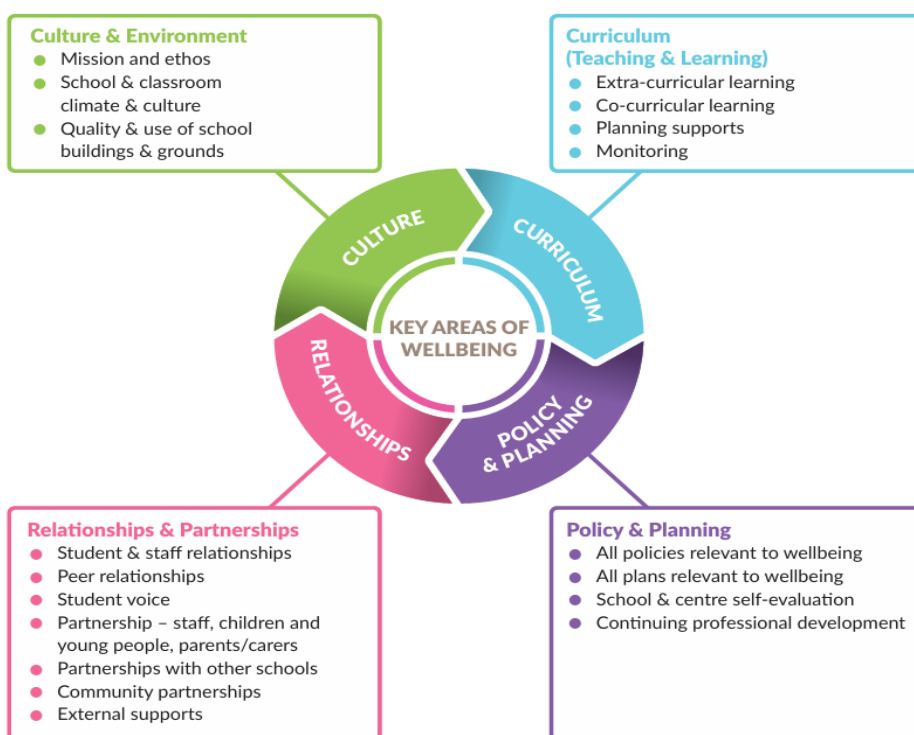 Culture & Environment
Mission and ethos
School & classroom
climate & culture
Quality & use of school
buildings & grounds
Curriculum
(Teaching & Learning)
Extra-curricular learning
Co-curricular learning
Planning supports
Monitoring
CULTURE
CURRICULUM
KEY AREAS OF
WELLBEING
RELATIONSHIPS
POLICY
& PLANNING
Relationships & Partnerships
Student & staff relationships
Peer relationships
Student voice
Partnership – staff, children and
young people, parents/carers
Partnerships with other schools
Community partnerships
External supports
Policy & Planning
All policies relevant to wellbeing
All plans relevant to wellbeing
School & centre self-evaluation
Continuing professional development